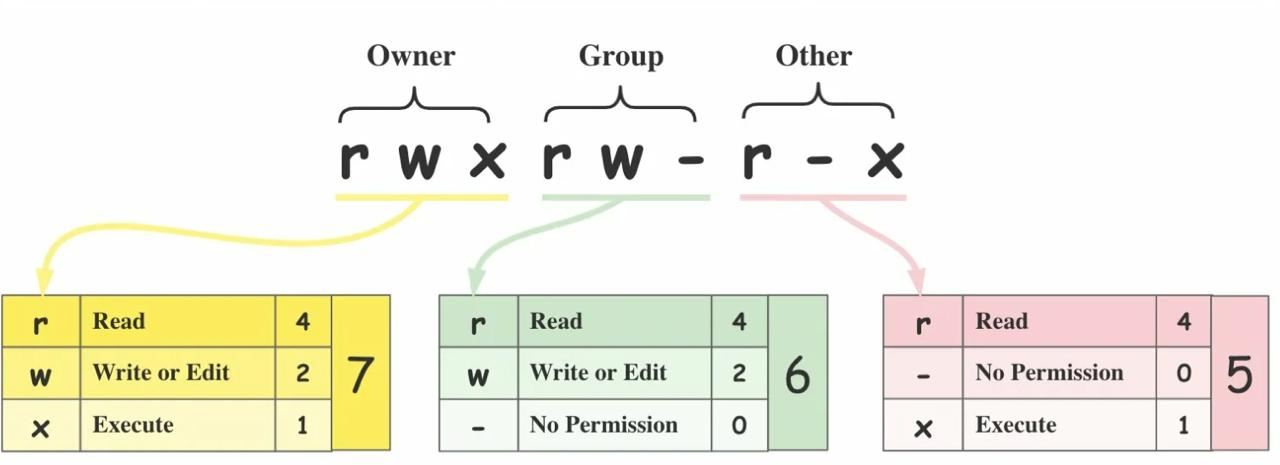 Owner Group Other
r w x r w - r - x
r Read 4
w Write or Edit 2
x Execute 1
7
r Read 4
w Write or Edit 2
- No Permission 0
6
r Read 4
- No Permission 0
x Execute 1
5